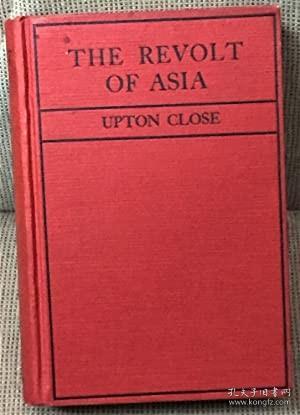 THE REVOLT
OF ASIA
UPTON CLOSE
孔夫子旧书网
www.kongfz.com